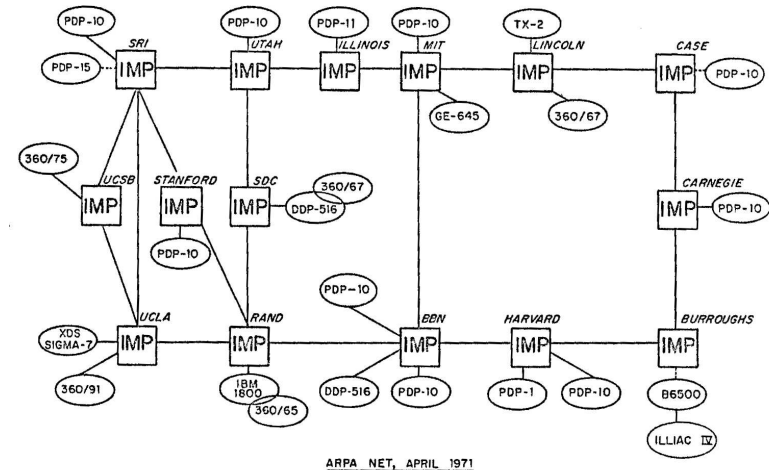 PDP-10
PDP-10
PDP-11
PDP-10
TX-2
SRI
UTAH
ILLINOIS
MIT
LINCOLN
CASE
PDP-15
IMP
IMP
IMP
IMP
IMP
IMP
PDP-10
GE-645
360/67
360/75
UCSB
STANFORD
SDC
360/67
CARNEGIE
IMP
IMP
IMP
DDP-516
IMP
PDP-10
PDP-10
PDP-10
UCLA
RAND
BBN
HARVARD
BURROUGHS
XDS
SIGMA-7
IMP
IMP
IMP
IMP
IMP
360/91
IBM
1800
360/65
DDP-516
PDP-10
PDP-1
PDP-10
B6500
ILLIAC IV
ARPA NET, APRIL 1971